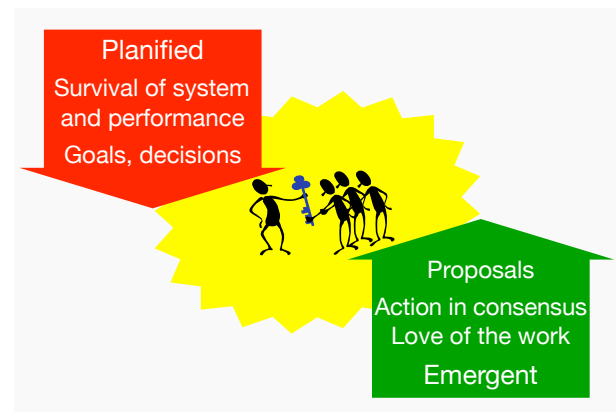 Planified
Survival of system
and performance
Goals, decisions
Proposals
Action in consensus
Love of the work
Emergent